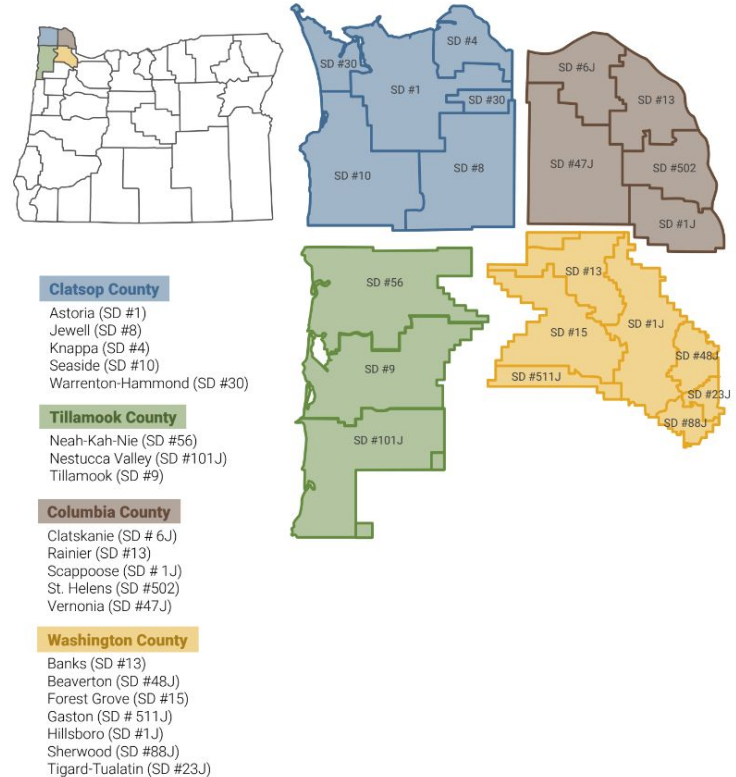 SD #4
SD #30
SD #1
SD #30
SD #10
SD #8
SD #6J
SD #13
SD #47J
SD #502
SD #1J
SD #56
SD #9
SD #101J
SD #13
SD #15
SD #1J
SD #48J
SD #511J
SD #23J
SD #88J
Clatsop County
Astoria (SD #1)
Jewell (SD #8)
Knappa (SD #4)
Seaside (SD #10)
Warrenton-Hammond (SD #30)
Tillamook County
Neah-Kah-Nie (SD #56)
Nestucca Valley (SD #101J)
Tillamook (SD #9)
Columbia County
Clatskanie (SD # 6J)
Rainier (SD #13)
Scappoose (SD # 1J)
St. Helens (SD #502)
Vernonia (SD #47J)
Washington County
Banks (SD #13)
Beaverton (SD #48J)
Forest Grove (SD #15)
Gaston (SD # 511J)
Hillsboro (SD #1J)
Sherwood (SD #88J)
Tigard-Tualatin (SD #23J)